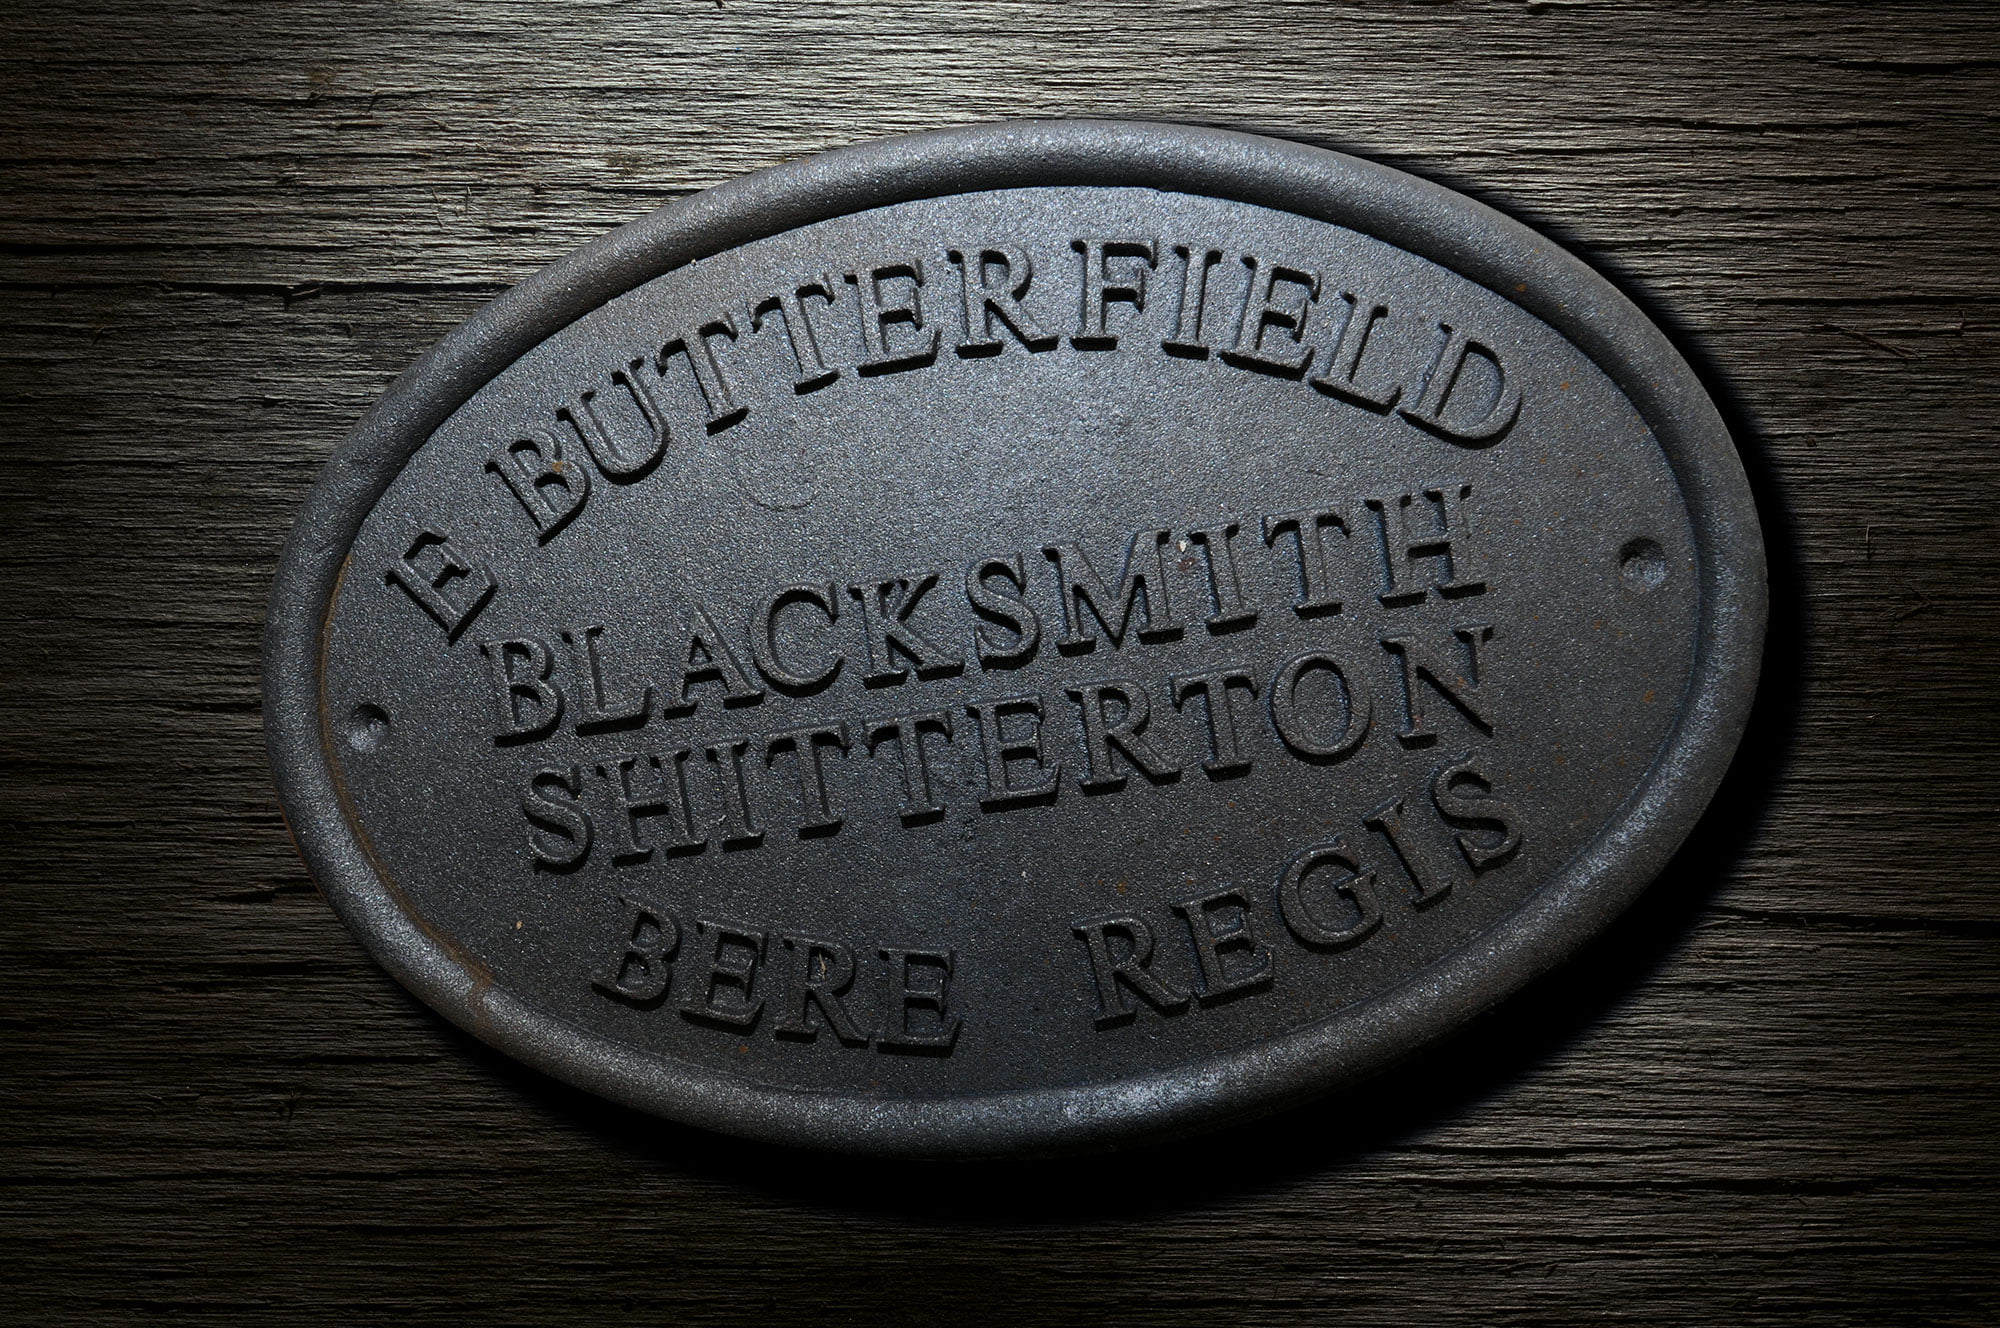 E BUTTERFIELD
BLACKSMITH
SHITTERTON
BERE REGIS